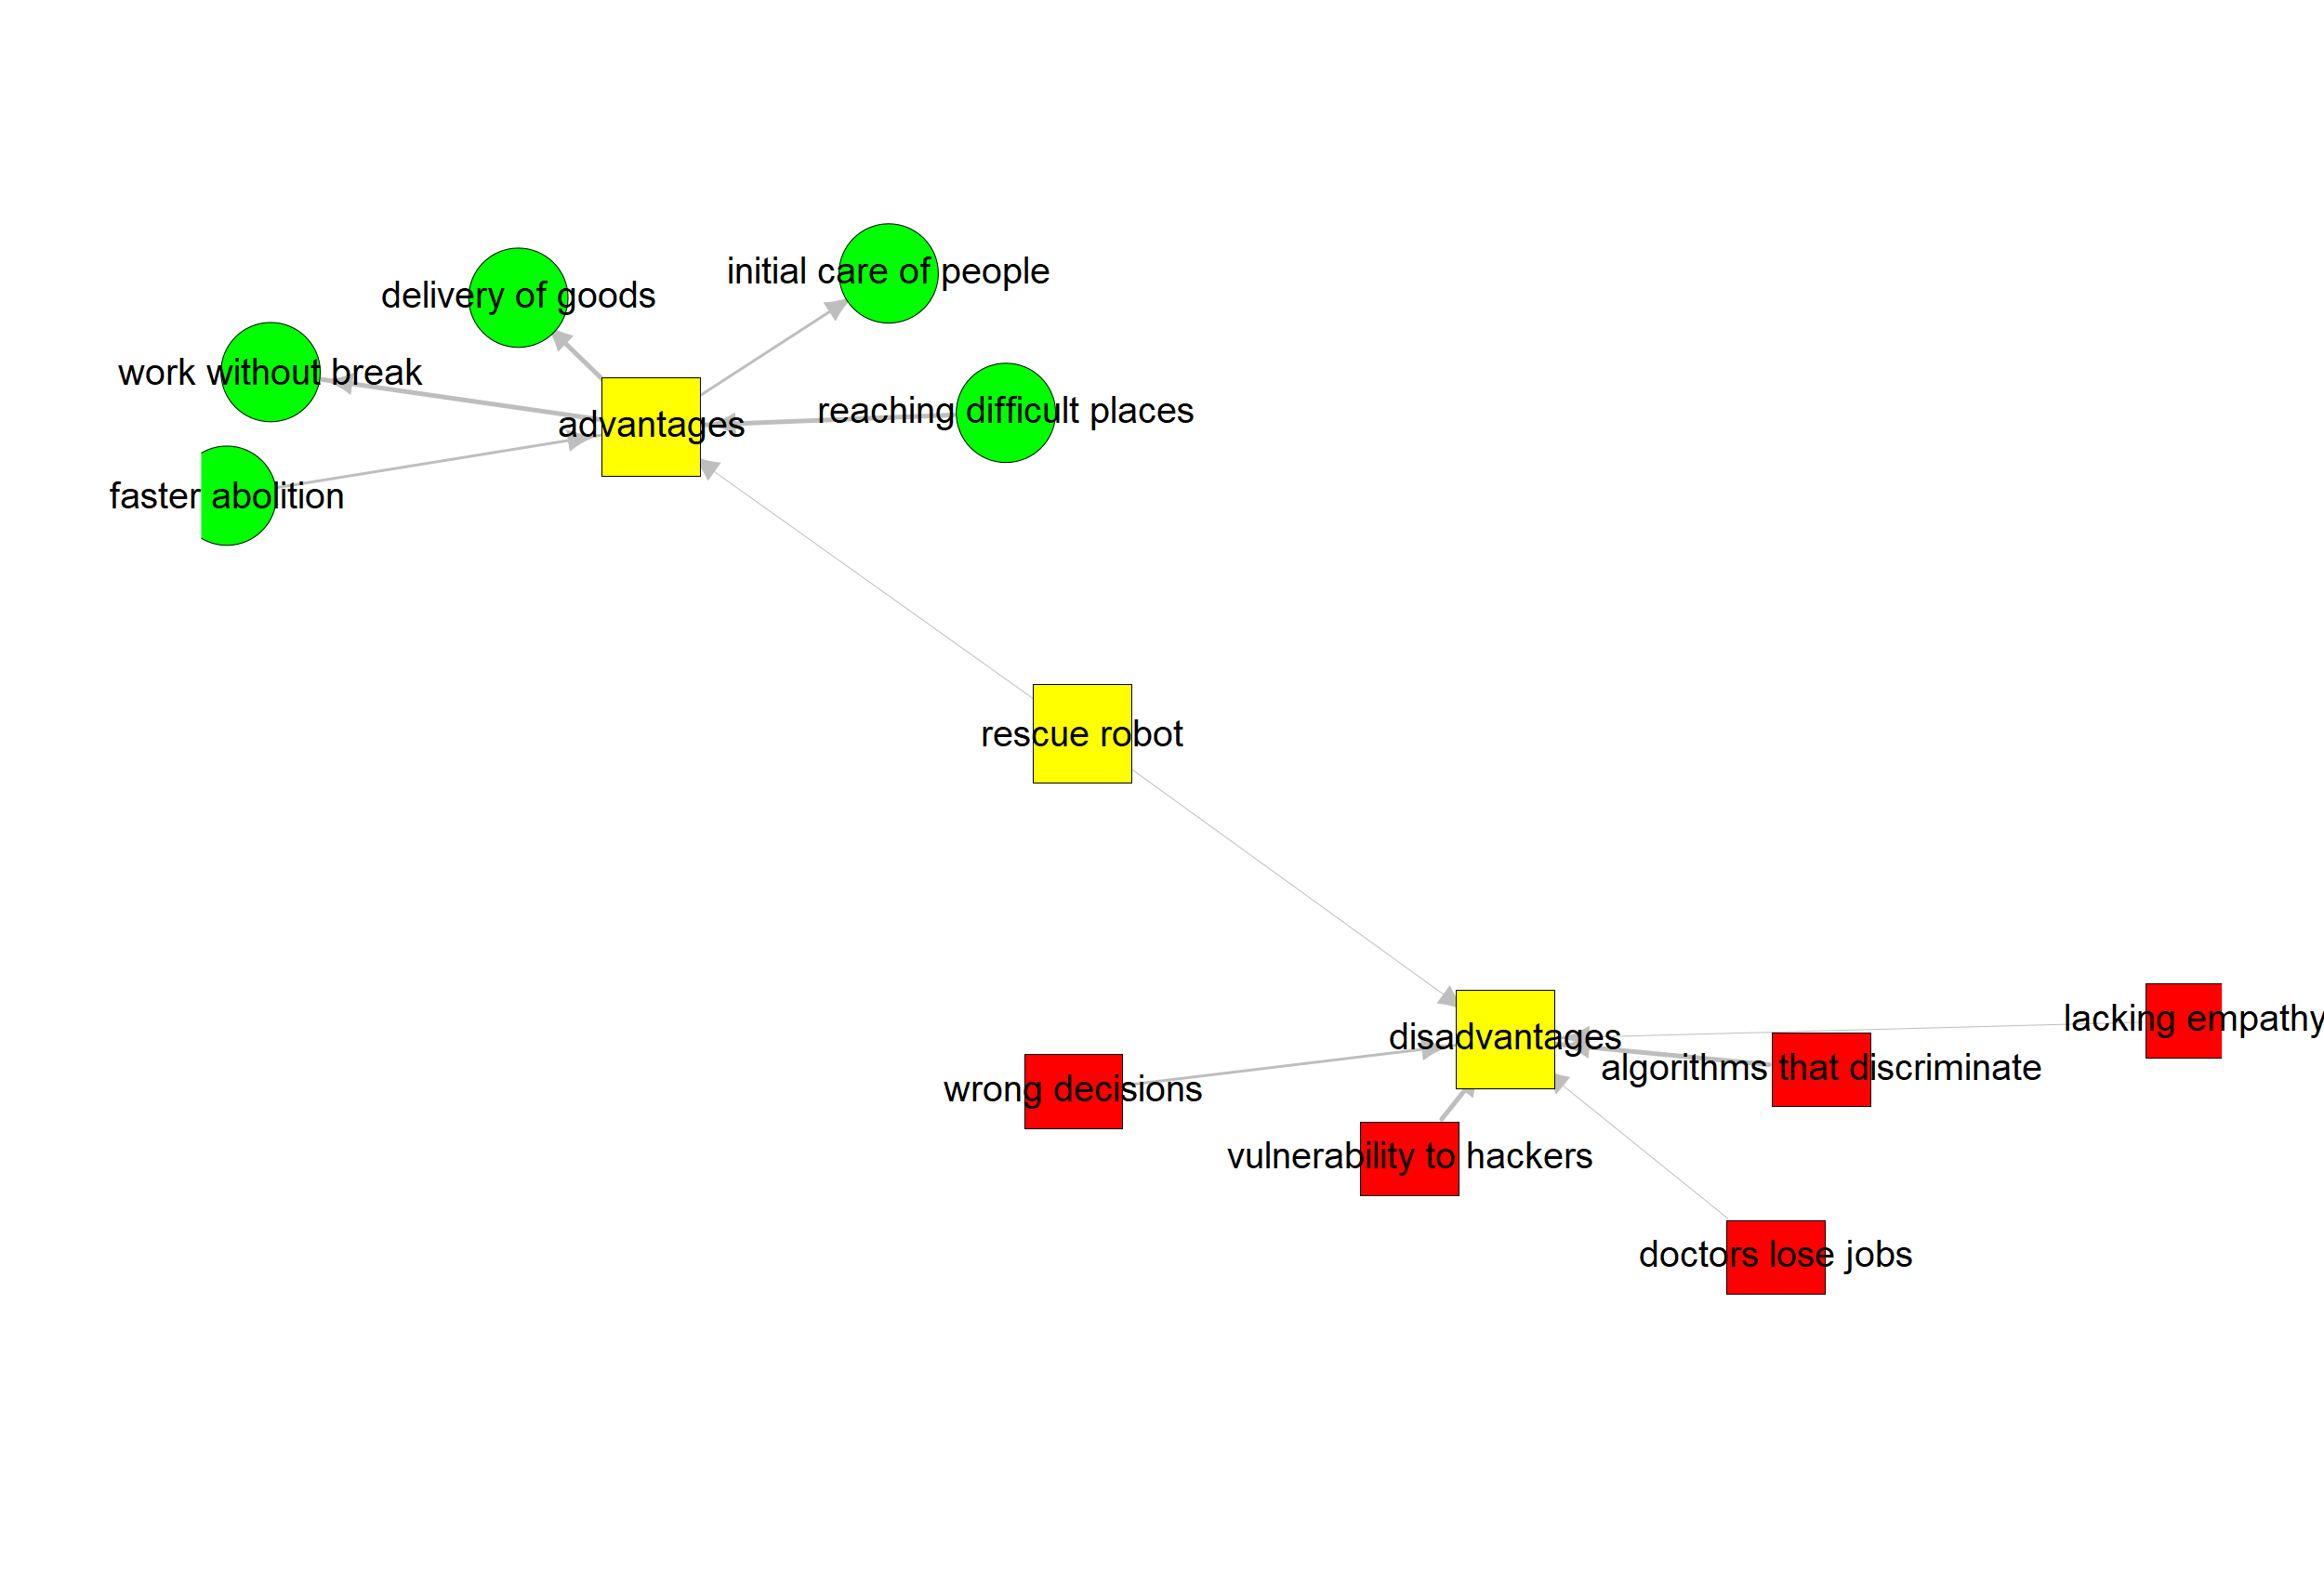 initial care of people
delivery of goods
work without break
reaching difficult places
advantages
faster abolition
rescue robot
lacking empathy
disadvantages
algorithms that discriminate
wrong decisions
vulnerability to hackers
doctors lose jobs